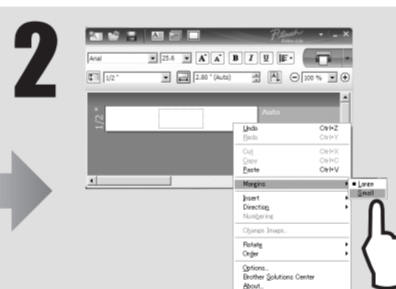 2
P-touch
Arial 25.6 A A B I U
1/2" 2.80" (Auto) A 100 %
1/2" Auto
Undo Ctrl+Z
Redo Ctrl+Y
Cut Ctrl+X
Copy Ctrl+C
Paste Ctrl+V
Margins
Large
Small
Insert
Direction
Numbering
Change Image...
Rotate
Order
Options...
Brother Solutions Center
About...